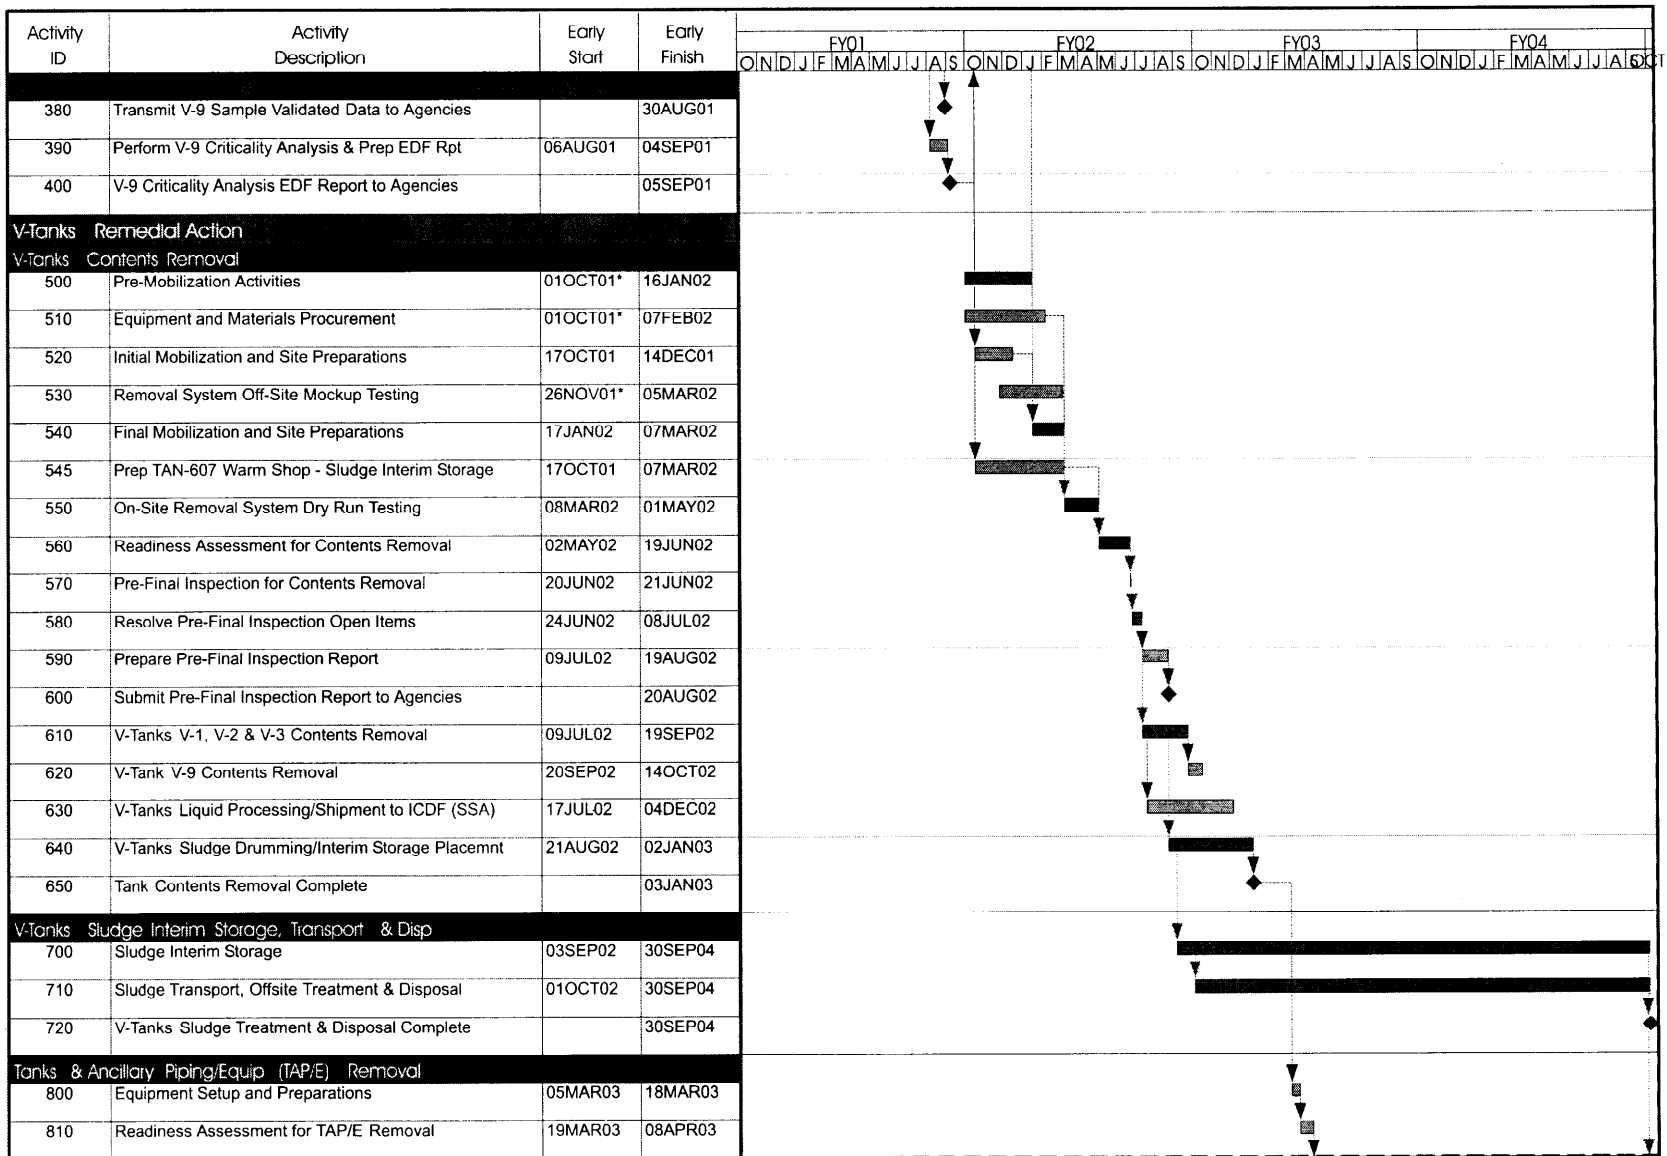 Activity ID Activity Description Early Start Early Finish
FY01 FY02 FY03 FY04
O N D J F M A M J J A S O N D J F M A M J J A S O N D J F M A M J J A S O N D J F M A M J J A S OCT
380 Transmit V-9 Sample Validated Data to Agencies 30AUG01
390 Perform V-9 Criticality Analysis & Prep EDF Rpt 06AUG01 04SEP01
400 V-9 Criticality Analysis EDF Report to Agencies 05SEP01
V-Tanks Remedial Action
V-Tanks Contents Removal
500 Pre-Mobilization Activities 01OCT01* 16JAN02
510 Equipment and Materials Procurement 01OCT01* 07FEB02
520 Initial Mobilization and Site Preparations 17OCT01 14DEC01
530 Removal System Off-Site Mockup Testing 26NOV01* 05MAR02
540 Final Mobilization and Site Preparations 17JAN02 07MAR02
545 Prep TAN-607 Warm Shop - Sludge Interim Storage 17OCT01 07MAR02
550 On-Site Removal System Dry Run Testing 08MAR02 01MAY02
560 Readiness Assessment for Contents Removal 02MAY02 19JUN02
570 Pre-Final Inspection for Contents Removal 20JUN02 21JUN02
580 Resolve Pre-Final Inspection Open Items 24JUN02 08JUL02
590 Prepare Pre-Final Inspection Report 09JUL02 19AUG02
600 Submit Pre-Final Inspection Report to Agencies 20AUG02
610 V-Tanks V-1, V-2 & V-3 Contents Removal 09JUL02 19SEP02
620 V-Tank V-9 Contents Removal 20SEP02 14OCT02
630 V-Tanks Liquid Processing/Shipment to ICDF (SSA) 17JUL02 04DEC02
640 V-Tanks Sludge Drumming/Interim Storage Placemnt 21AUG02 02JAN03
650 Tank Contents Removal Complete 03JAN03
V-Tanks Sludge Interim Storage, Transport & Disp
700 Sludge Interim Storage 03SEP02 30SEP04
710 Sludge Transport, Offsite Treatment & Disposal 01OCT02 30SEP04
720 V-Tanks Sludge Treatment & Disposal Complete 30SEP04
Tanks & Ancillary Piping/Equip (TAP/E) Removal
800 Equipment Setup and Preparations 05MAR03 18MAR03
810 Readiness Assessment for TAP/E Removal 19MAR03 08APR03